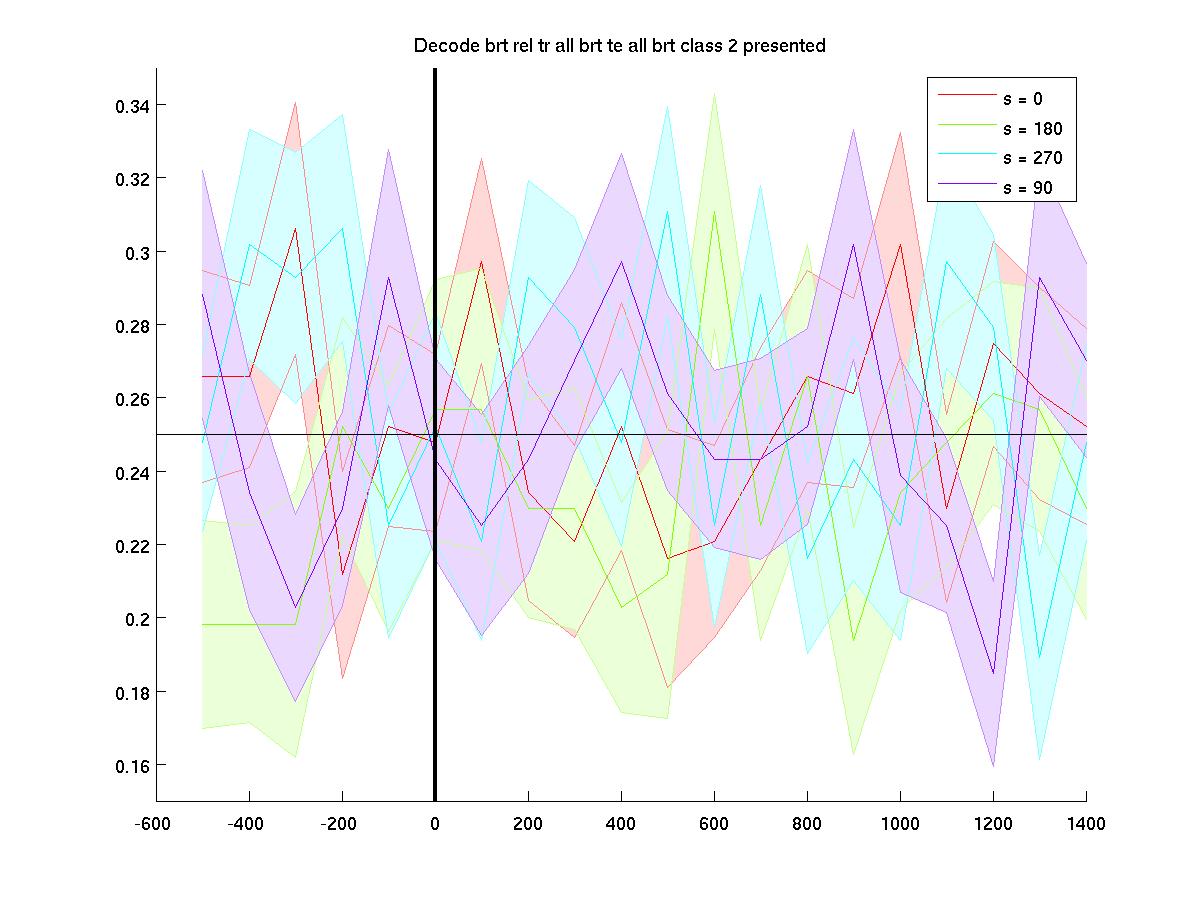 Decode brt rel tr all brt te all brt class 2 presented
s = 0
s = 180
s = 270
s = 90
0.34
0.32
0.3
0.28
0.26
0.24
0.22
0.2
0.18
0.16
-600 -400 -200 0 200 400 600 800 1000 1200 1400